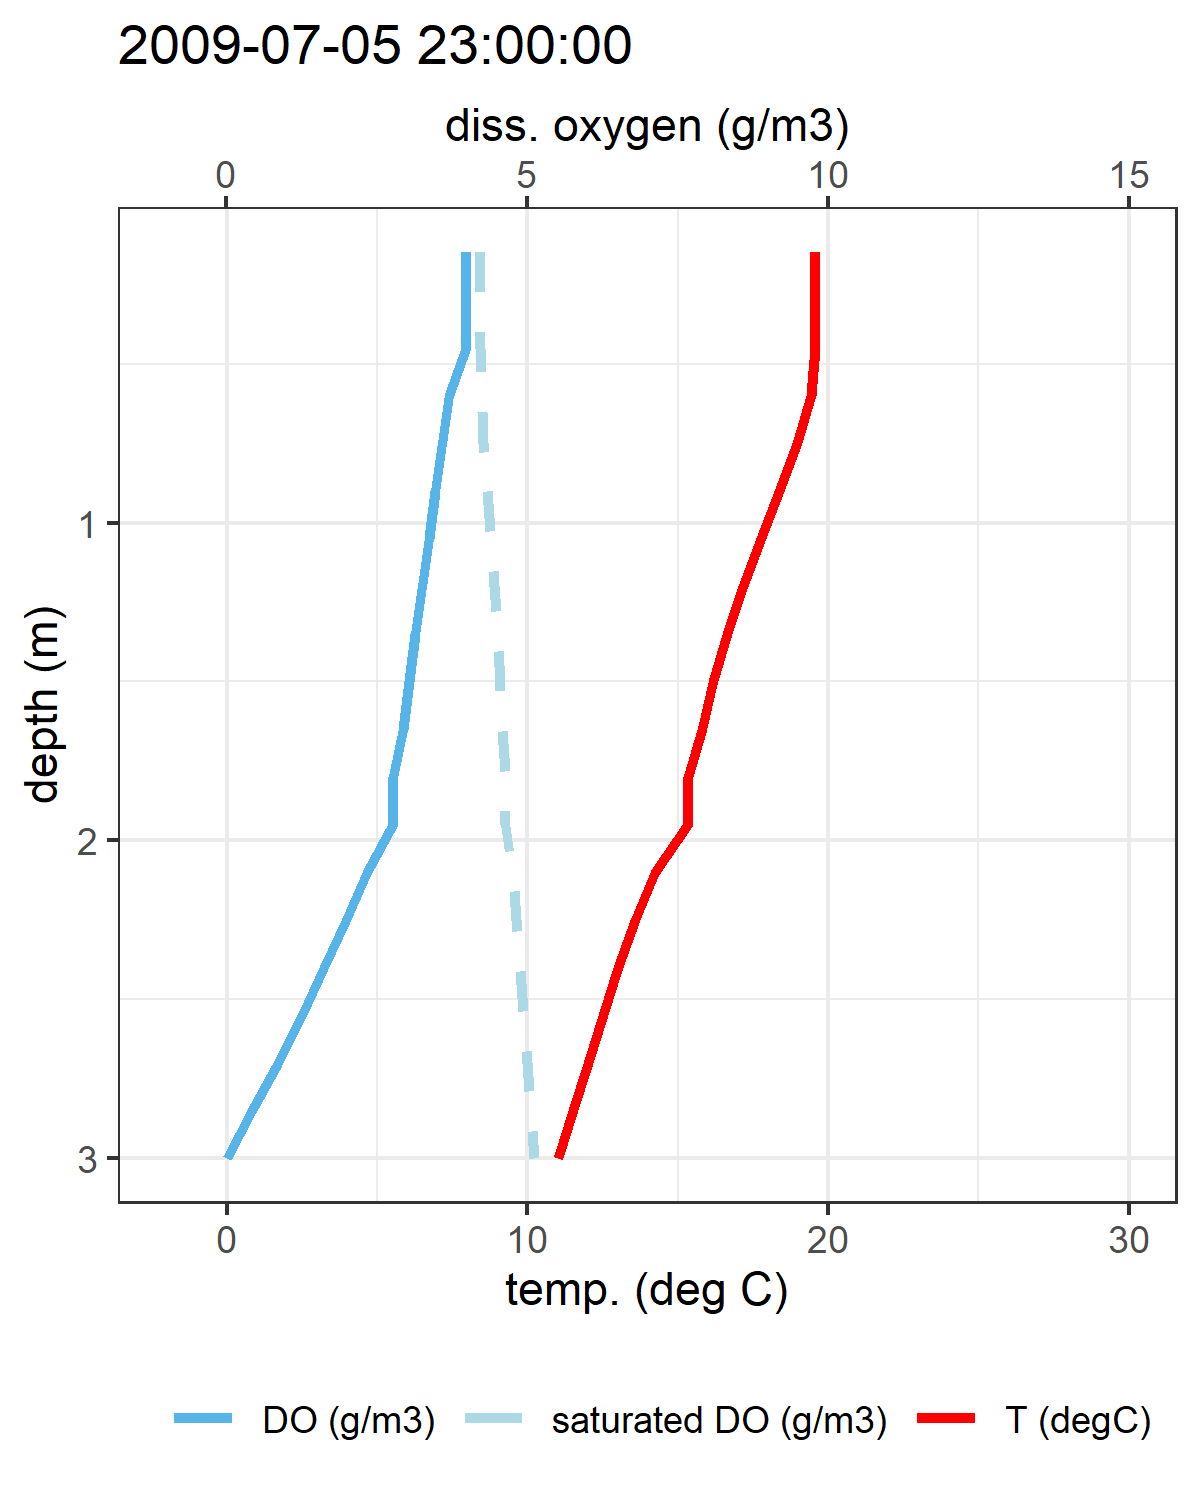 2009-07-05 23:00:00
diss. oxygen (g/m3)
0 5 10 15
depth (m)
1
2
3
0 10 20 30
temp. (deg C)
DO (g/m3) saturated DO (g/m3) T (degC)